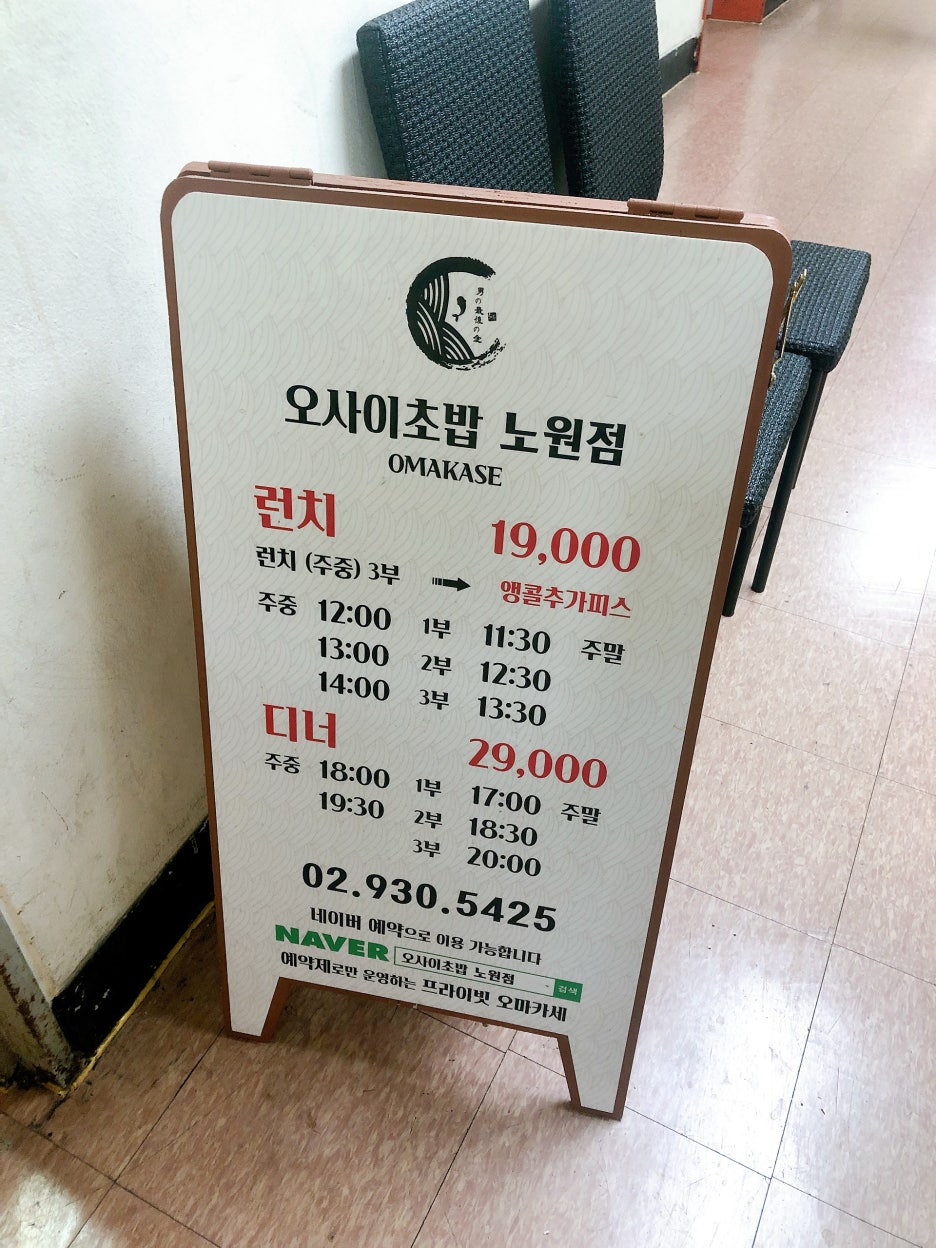 男の最後の愛
오사이초밥 노원점
OMAKASE
런치 19,000
런치 (주중) 3부 앵콜추가피스
주중 12:00 1부 11:30 주말
13:00 2부 12:30
14:00 3부 13:30
디너 29,000
주중 18:00 1부 17:00 주말
19:30 2부 18:30
3부 20:00
02.930.5425
네이버 예약으로 이용 가능합니다
NAVER 오사이초밥 노원점 검색
예약제로만 운영하는 프라이빗 오마카세